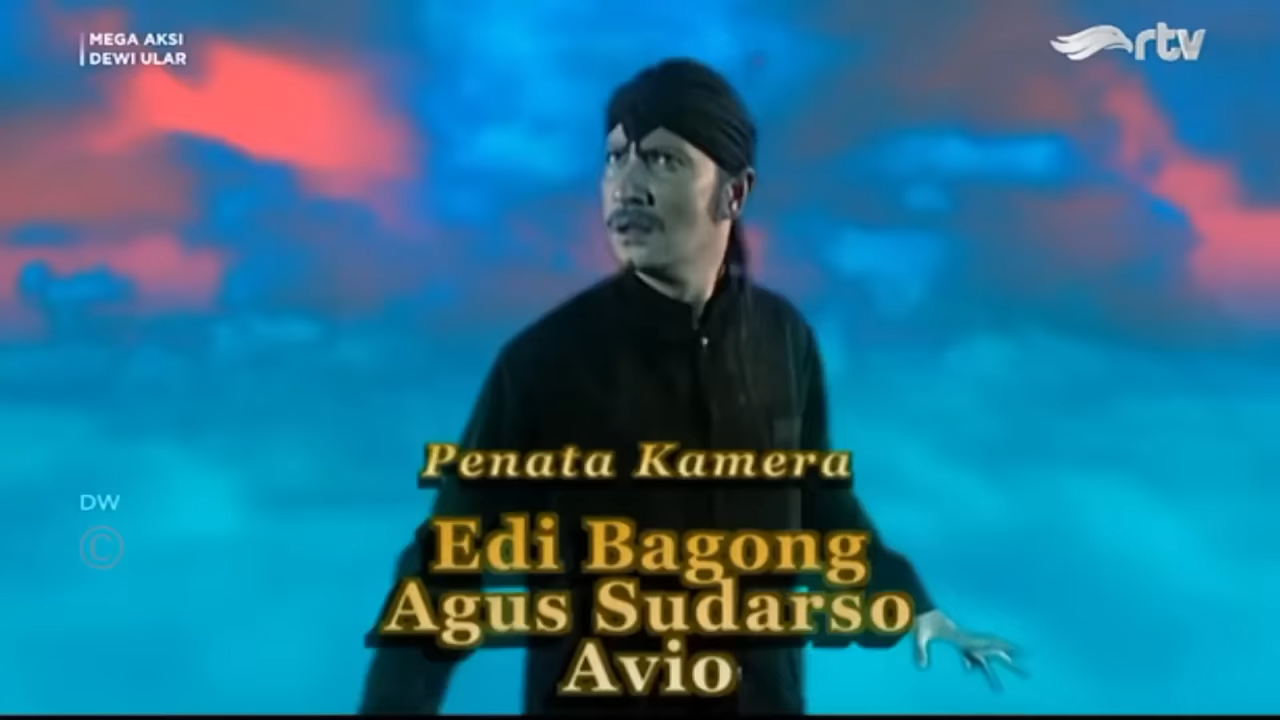 MEGA AKSI
DEWI ULAR
rtv
Penata Kamera
Edi Bagong
Agus Sudarso
Avio
DW
©